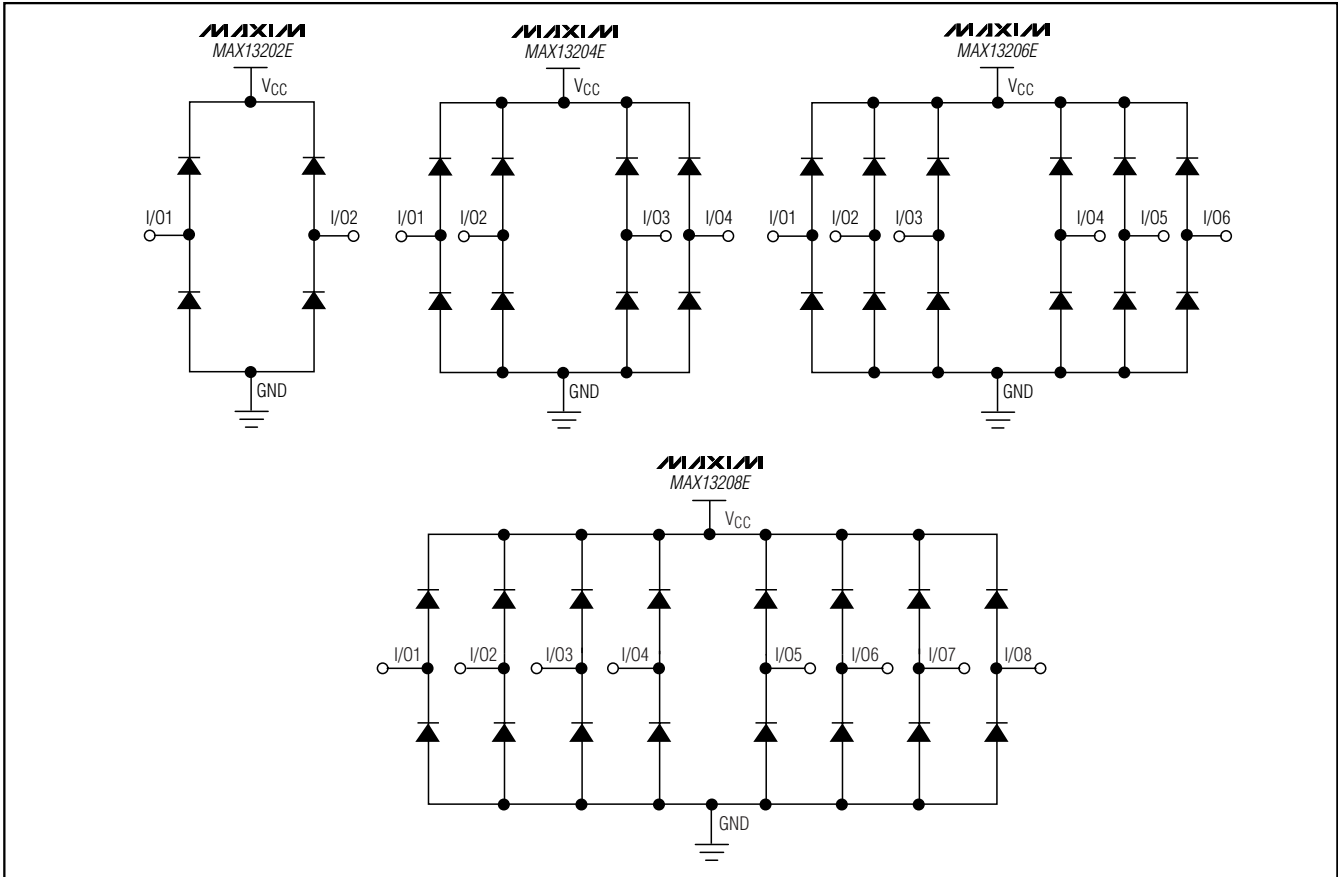 MAXIM
MAX13202E
VCC
I/O1
I/O2
GND
MAXIM
MAX13204E
VCC
I/O1
I/O2
I/O3
I/O4
GND
MAXIM
MAX13206E
VCC
I/O1
I/O2
I/O3
I/O4
I/O5
I/O6
GND
MAXIM
MAX13208E
VCC
I/O1
I/O2
I/O3
I/O4
I/O5
I/O6
I/O7
I/O8
GND